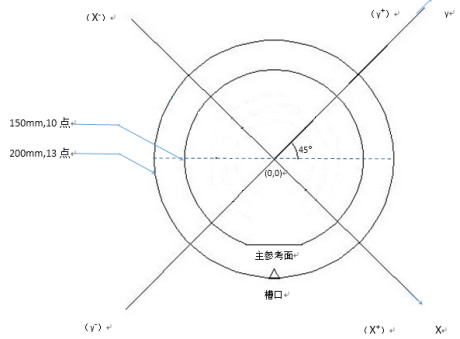 （X⁻） （y⁺） y
150mm,10 点
200mm,13 点
45°
(0,0)
主参考面
槽口
（y⁻） （X⁺） X